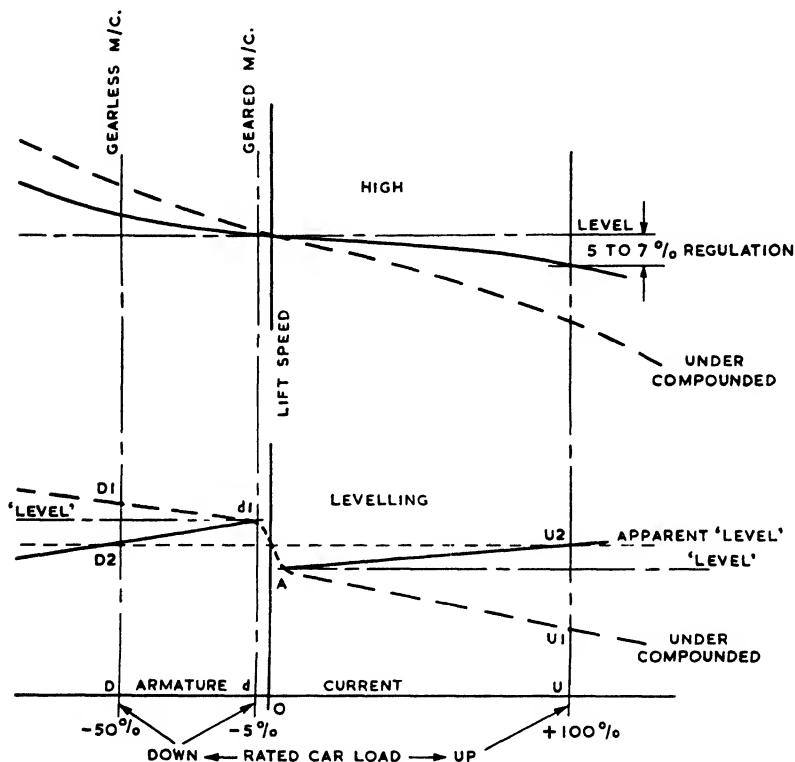 GEARLESS M/C.
GEARED M/C.
HIGH
LEVEL
5 TO 7 % REGULATION
LIFT SPEED
UNDER
COMPOUNDED
D1
d1
LEVELLING
'LEVEL'
U2
APPARENT 'LEVEL'
D2
'LEVEL'
A
U1
UNDER
COMPOUNDED
D ARMATURE d CURRENT U
O
-50% -5% +100%
DOWN RATED CAR LOAD UP